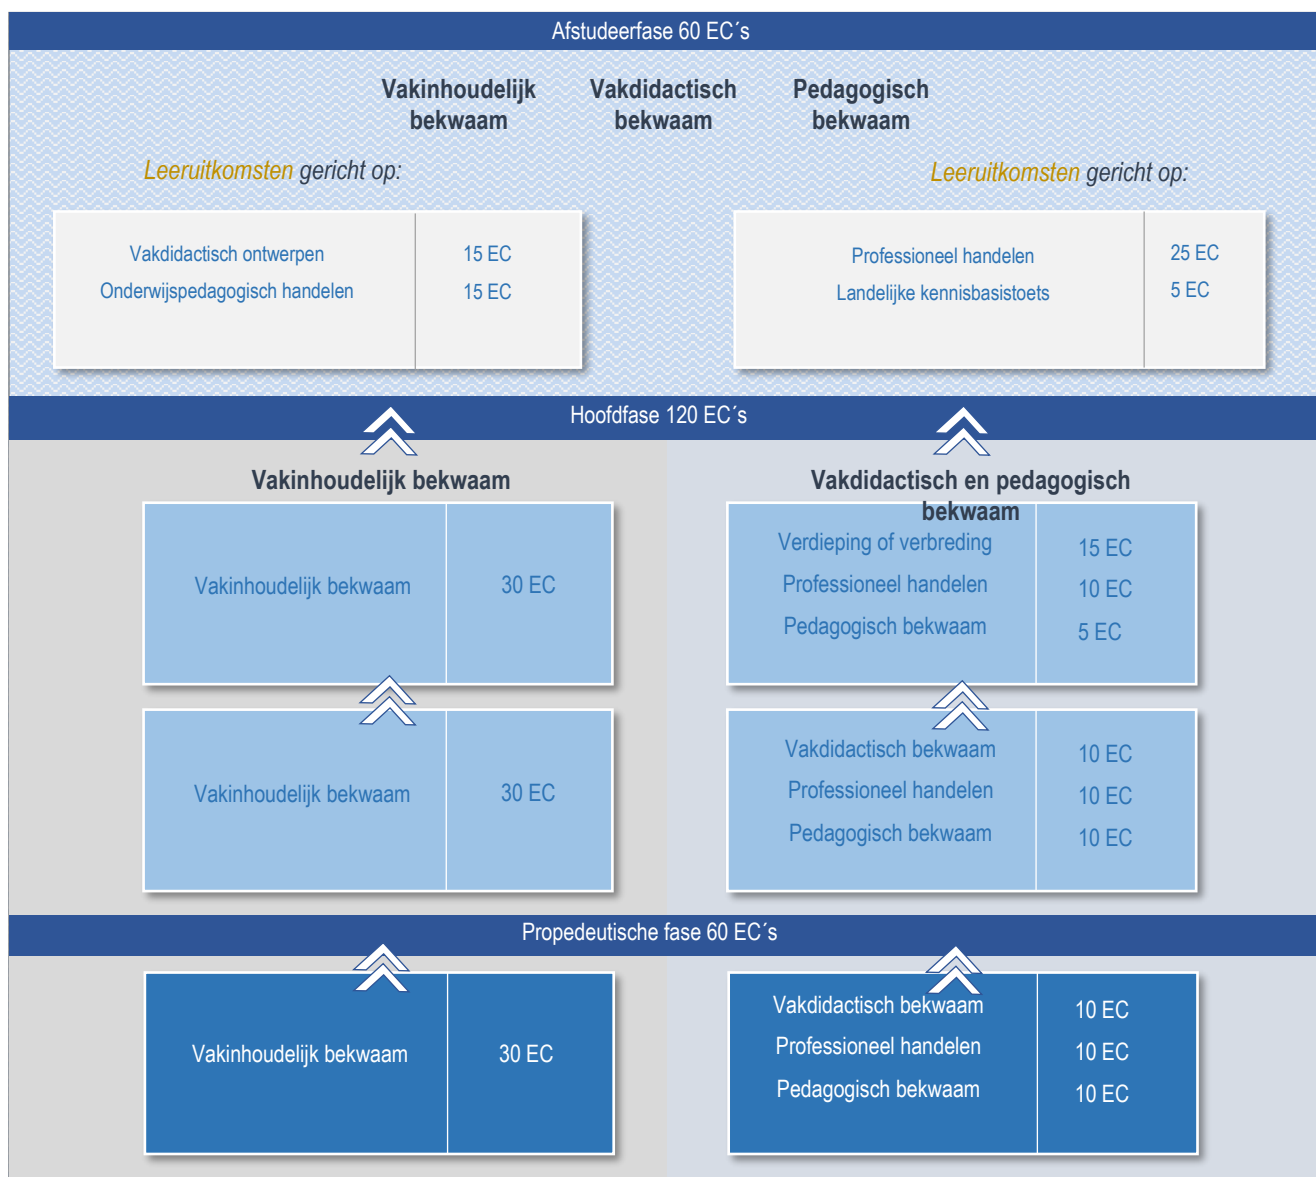 Afstudeerfase 60 EC´s
Vakinhoudelijk bekwaam
Vakdidactisch bekwaam
Pedagogisch bekwaam
Leeruitkomsten gericht op:
Leeruitkomsten gericht op:
Vakdidactisch ontwerpen 15 EC
Onderwijspedagogisch handelen 15 EC
Professioneel handelen 25 EC
Landelijke kennisbasistoets 5 EC
Hoofdfase 120 EC´s
Vakinhoudelijk bekwaam
Vakinhoudelijk bekwaam 30 EC
Vakinhoudelijk bekwaam 30 EC
Vakdidactisch en pedagogisch
bekwaam
Verdieping of verbreding 15 EC
Professioneel handelen 10 EC
Pedagogisch bekwaam 5 EC
Vakdidactisch bekwaam 10 EC
Professioneel handelen 10 EC
Pedagogisch bekwaam 10 EC
Propedeutische fase 60 EC´s
Vakinhoudelijk bekwaam 30 EC
Vakdidactisch bekwaam 10 EC
Professioneel handelen 10 EC
Pedagogisch bekwaam 10 EC